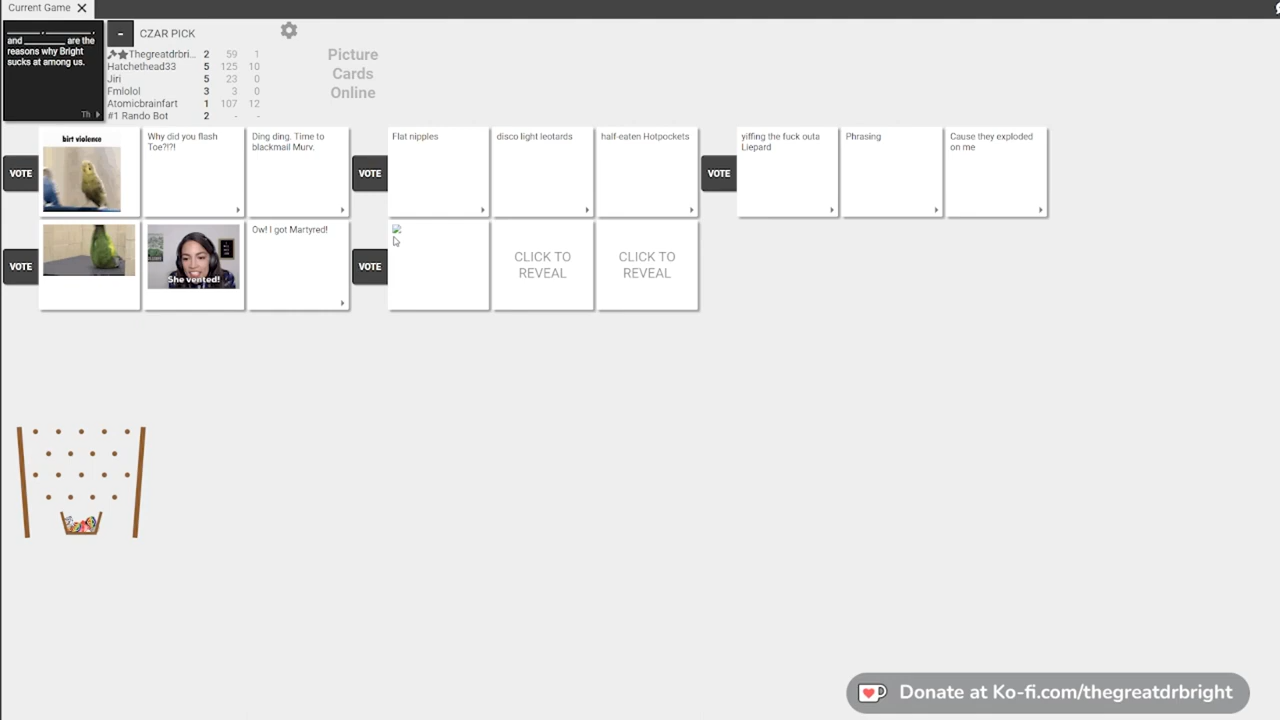 Current Game
________, __________,
and ________ are the
reasons why Bright
sucks at among us.
Th
-
CZAR PICK
Thegreatdrbri... 2 59 1
Hatchethead33 5 125 10
Jiri 5 23 0
Fmlolol 3 3 0
Atomicbrainfart 1 107 12
#1 Rando Bot 2 - -
Picture
Cards
Online
VOTE
birt violence
Why did you flash
Toe?!?!
Ding ding. Time to
blackmail Murv.
VOTE
Flat nipples
disco light leotards
half-eaten Hotpockets
VOTE
yiffing the fuck outa
Liepard
Phrasing
Cause they exploded
on me
VOTE
She vented!
Ow! I got Martyred!
VOTE
CLICK TO
REVEAL
CLICK TO
REVEAL
Donate at Ko-fi.com/thegreatdrbright